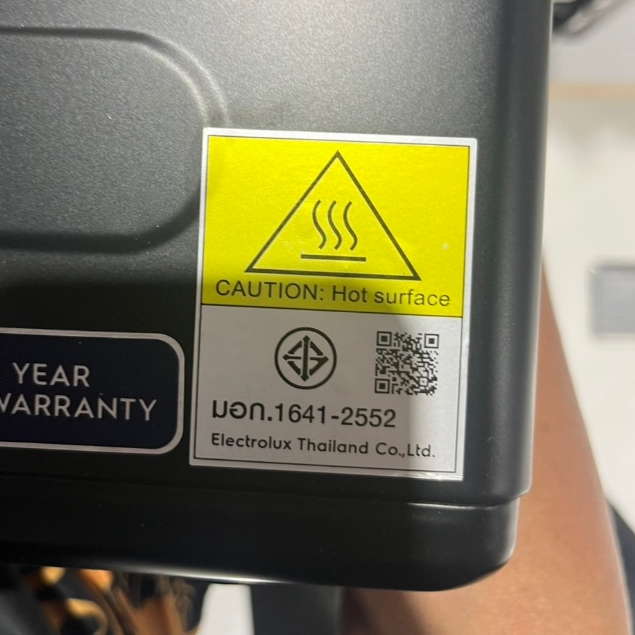 CAUTION: Hot surface
มอก.1641-2552
Electrolux Thailand Co.,Ltd.
YEAR
WARRANTY